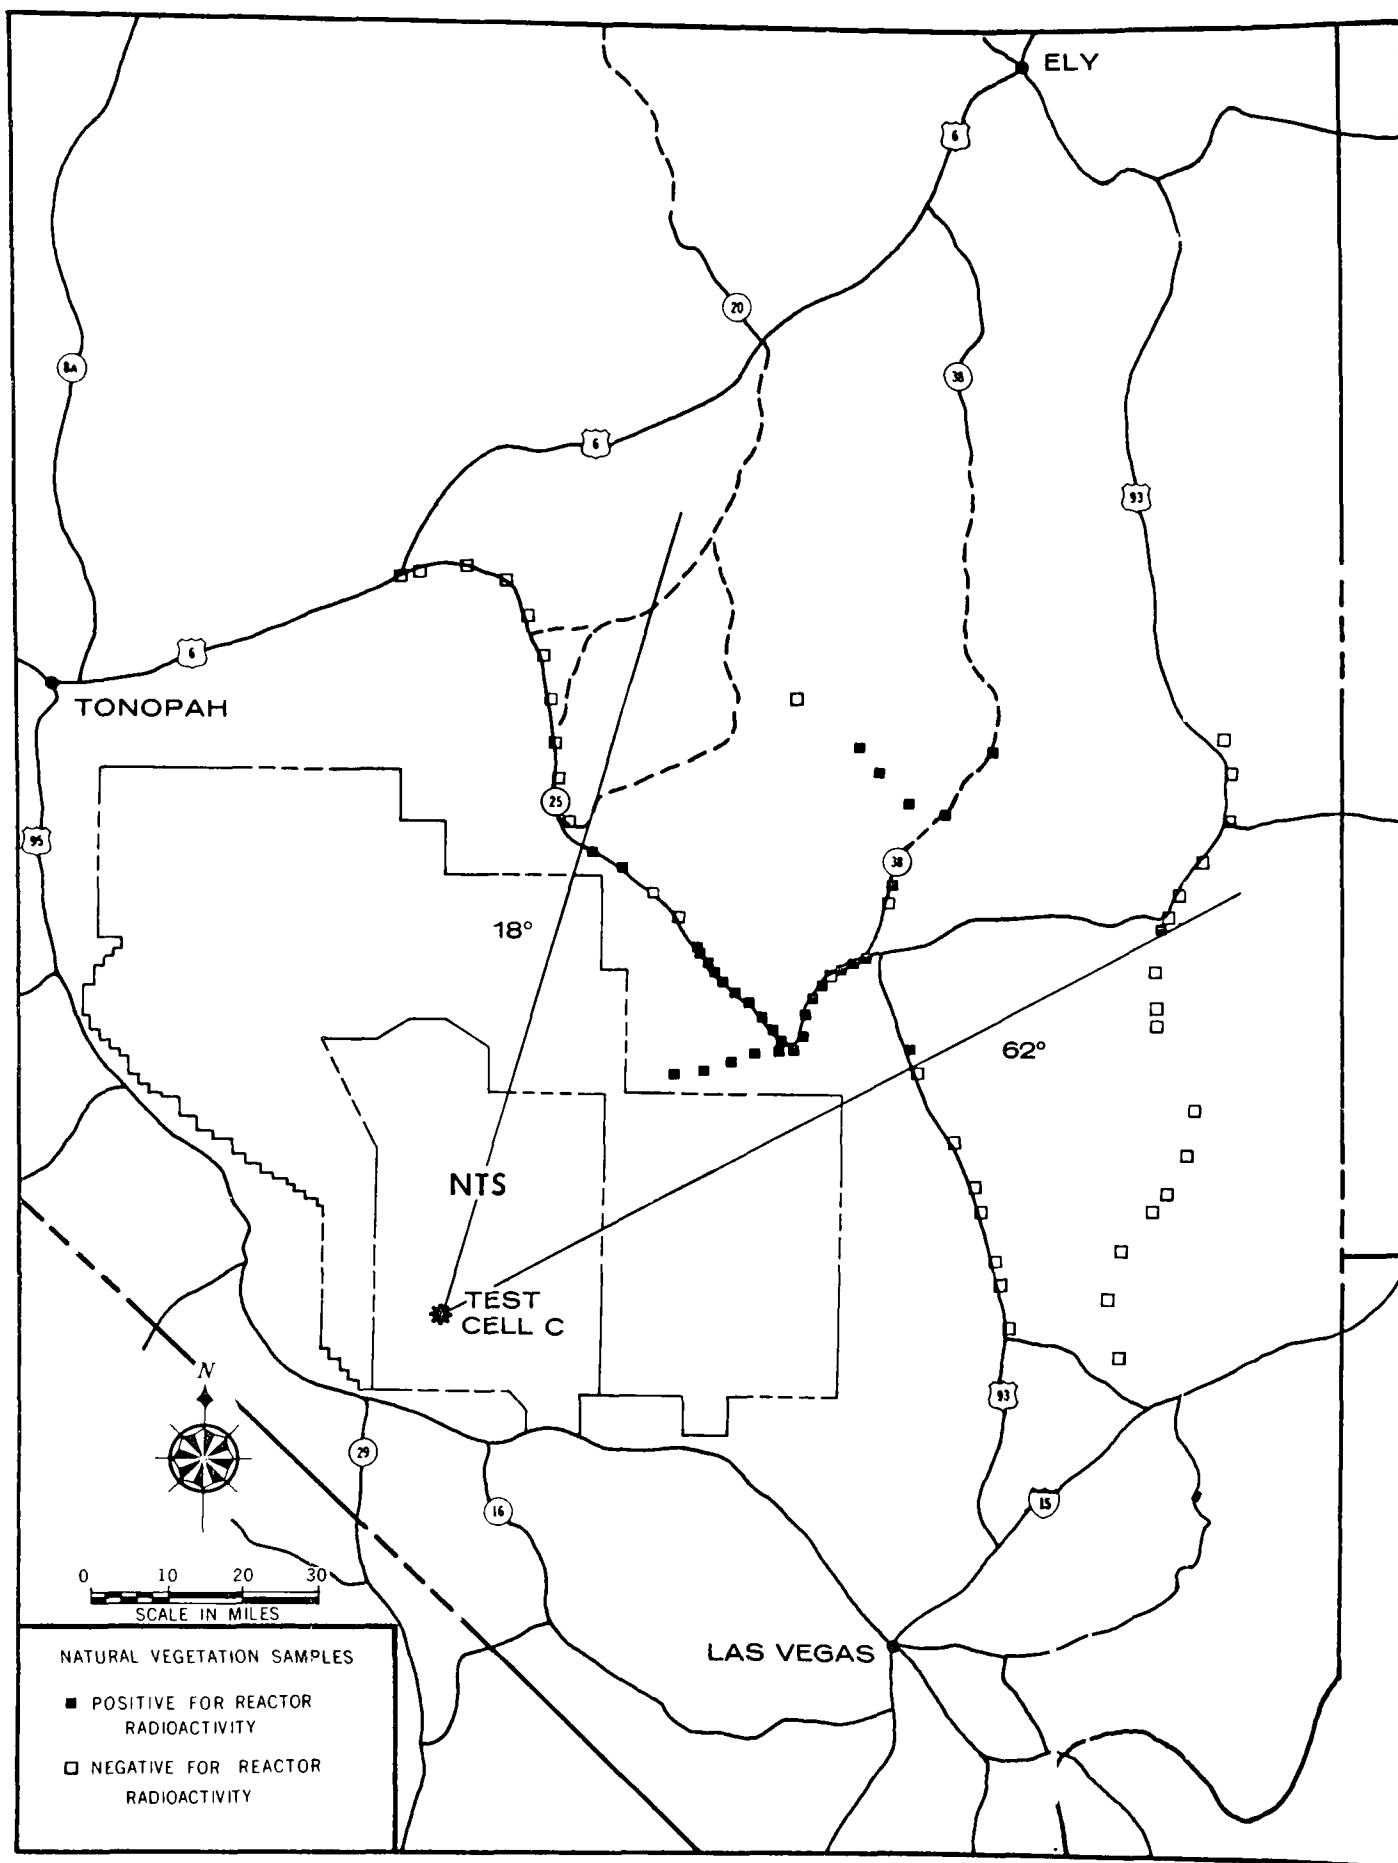 ELY
6
20
8A
38
6
93
6
TONOPAH
25
95
38
18°
62°
NTS
TEST
CELL C
N
93
29
16
15
0 10 20 30
SCALE IN MILES
LAS VEGAS
NATURAL VEGETATION SAMPLES
POSITIVE FOR REACTOR
RADIOACTIVITY
NEGATIVE FOR REACTOR
RADIOACTIVITY